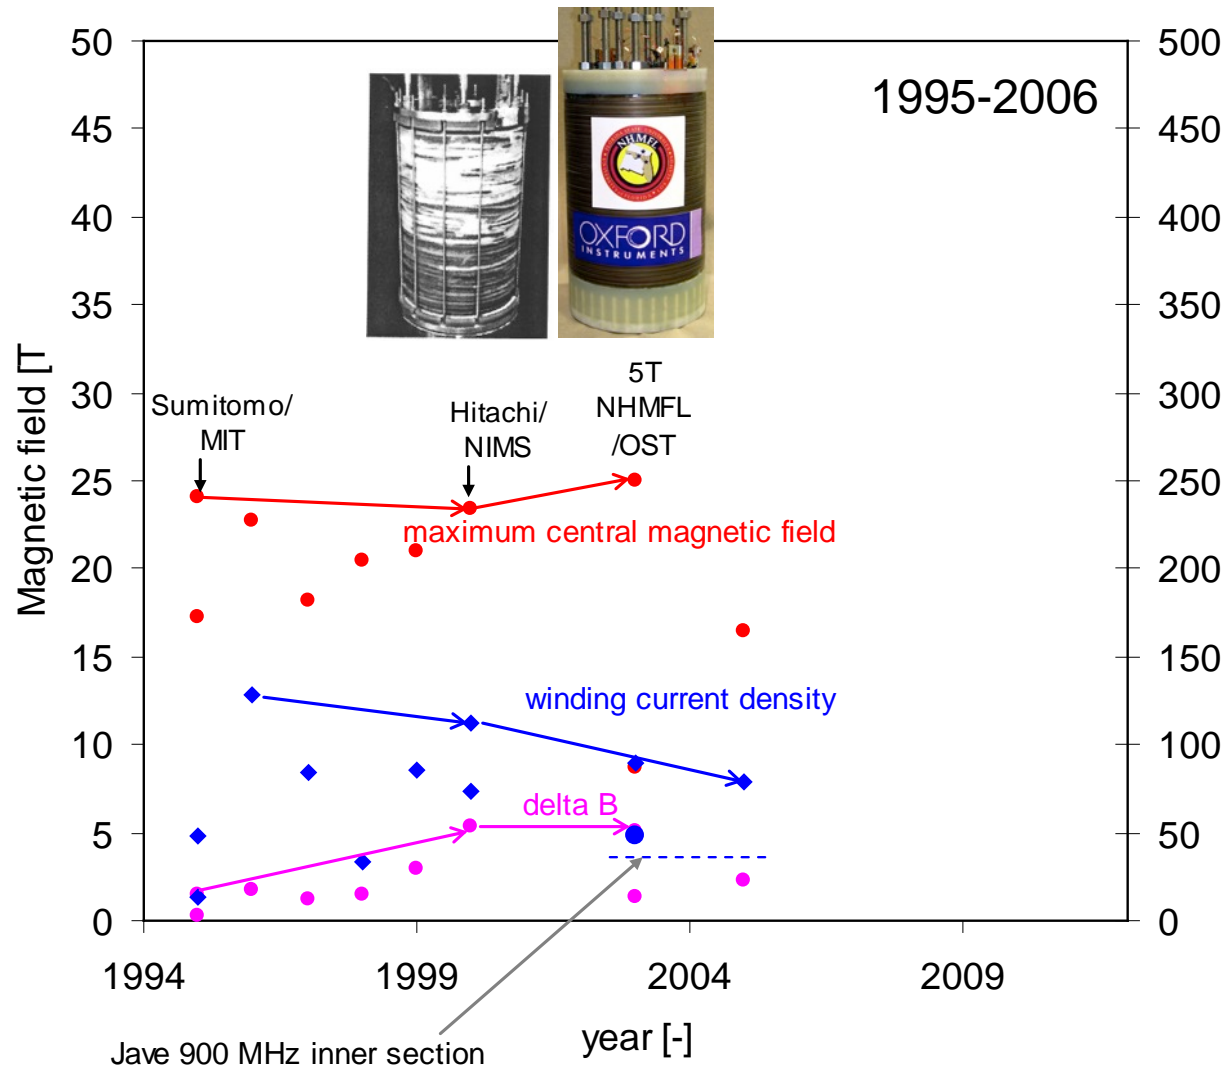 1995-2006
50
45
40
35
30
25
20
15
10
5
0
500
450
400
350
300
250
200
150
100
50
0
Magnetic field [T
NHMFL
OXFORD
INSTRUMENTS
Sumitomo/
MIT
Hitachi/
NIMS
5T
NHMFL
/OST
maximum central magnetic field
winding current density
delta B
1994
1999
2004
2009
year [-]
Jave 900 MHz inner section